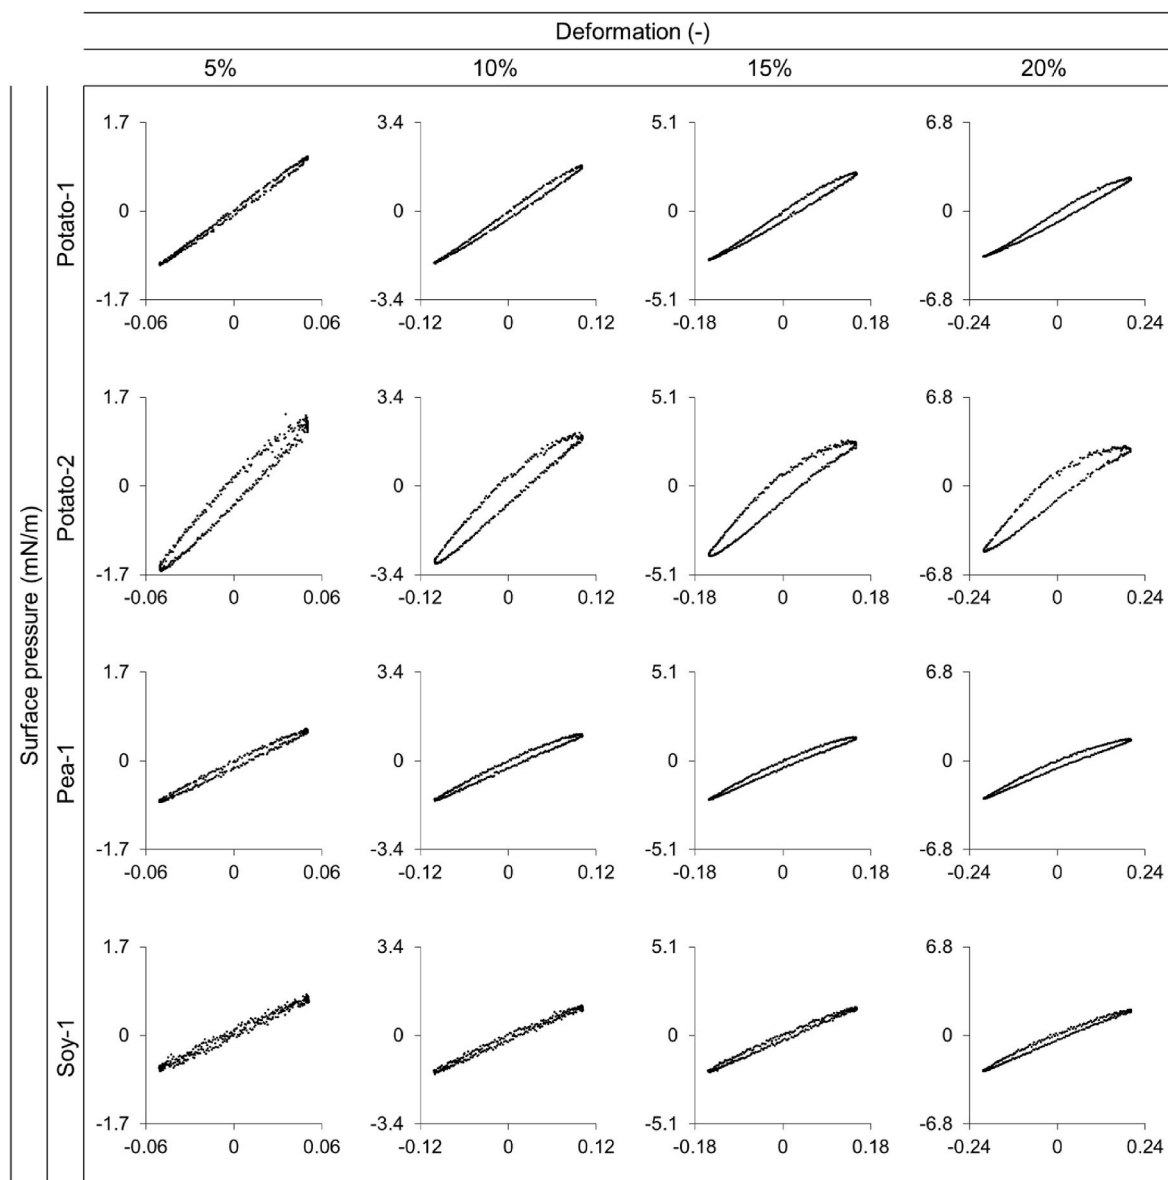 Deformation (-)
5% 10% 15% 20%
Surface pressure (mN/m)
Potato-1
1.7 3.4 5.1 6.8
0 0 0 0
-1.7 -3.4 -5.1 -6.8
-0.06 0 0.06 -0.12 0 0.12 -0.18 0 0.18 -0.24 0 0.24
Potato-2
1.7 3.4 5.1 6.8
0 0 0 0
-1.7 -3.4 -5.1 -6.8
-0.06 0 0.06 -0.12 0 0.12 -0.18 0 0.18 -0.24 0 0.24
Pea-1
1.7 3.4 5.1 6.8
0 0 0 0
-1.7 -3.4 -5.1 -6.8
-0.06 0 0.06 -0.12 0 0.12 -0.18 0 0.18 -0.24 0 0.24
Soy-1
1.7 3.4 5.1 6.8
0 0 0 0
-1.7 -3.4 -5.1 -6.8
-0.06 0 0.06 -0.12 0 0.12 -0.18 0 0.18 -0.24 0 0.24